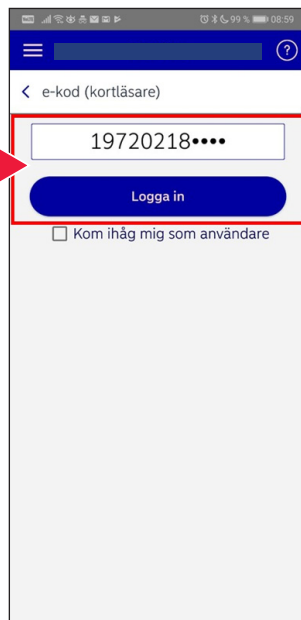 99 % 08:59
?
e-kod (kortläsare)
19720218••••
Logga in
Kom ihåg mig som användare